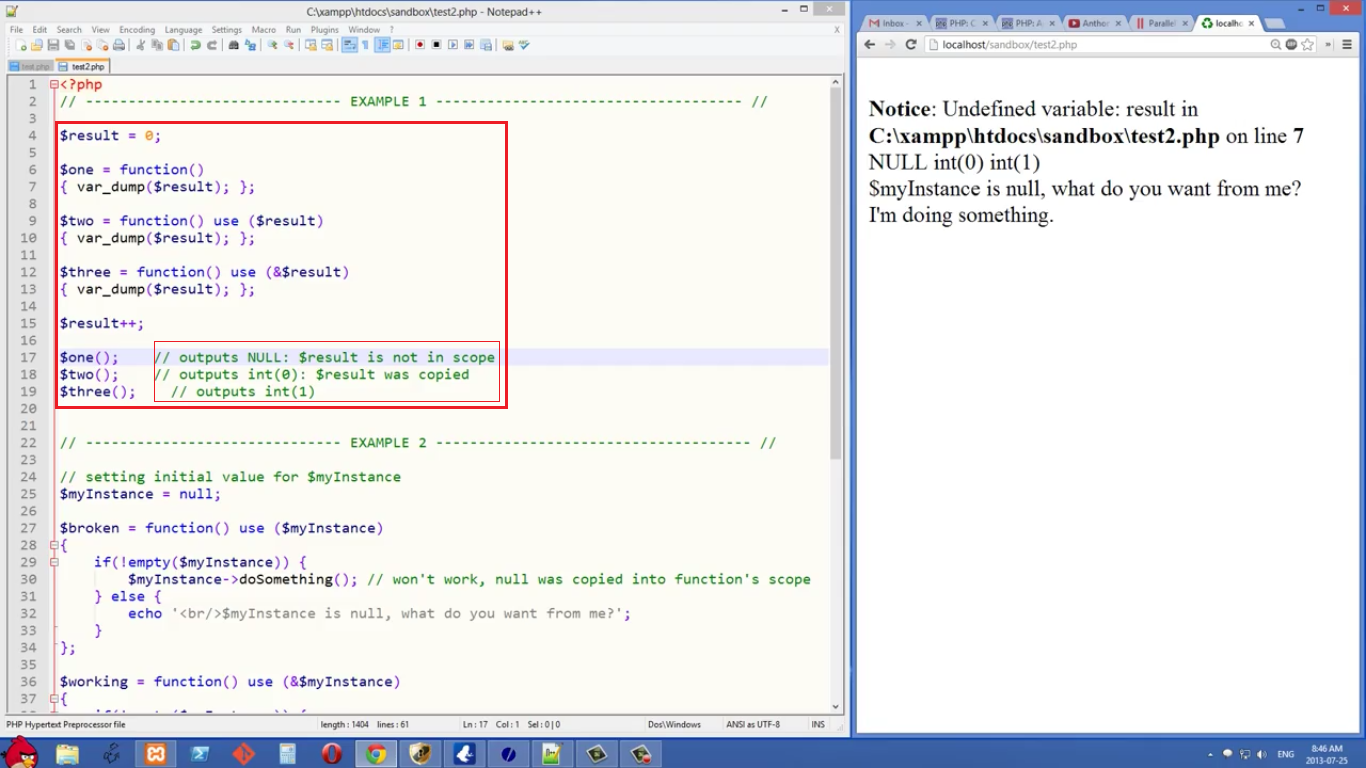 C:\xampp\htdocs\sandbox\test2.php - Notepad++
File Edit Search View Encoding Language Settings Macro Run Plugins Window ? X
test.php test2.php
1 <?php
2 // ------------------------------ EXAMPLE 1 ------------------------------------ //
3
4 $result = 0;
5
6 $one = function()
7 { var_dump($result); };
8
9 $two = function() use ($result)
10 { var_dump($result); };
11
12 $three = function() use (&$result)
13 { var_dump($result); };
14
15 $result++;
16
17 $one(); // outputs NULL: $result is not in scope
18 $two(); // outputs int(0): $result was copied
19 $three(); // outputs int(1)
20
21
22 // ------------------------------ EXAMPLE 2 ------------------------------------- //
23
24 // setting initial value for $myInstance
25 $myInstance = null;
26
27 $broken = function() use ($myInstance)
28 {
29 if(!empty($myInstance)) {
30 $myInstance->doSomething(); // won't work, null was copied into function's scope
31 } else {
32 echo '<br/>$myInstance is null, what do you want from me?';
33 }
34 };
35
36 $working = function() use (&$myInstance)
37 {
PHP Hypertext Preprocessor file length : 1404 lines : 61 Ln : 17 Col : 1 Sel : 0 | 0 Dos\Windows ANSI as UTF-8 INS
Inbox - PHP: C PHP: A Anthor Parallel localho
localhost/sandbox/test2.php
Notice: Undefined variable: result in
C:\xampp\htdocs\sandbox\test2.php on line 7
NULL int(0) int(1)
$myInstance is null, what do you want from me?
I'm doing something.
ENG
8:46 AM
2013-07-25